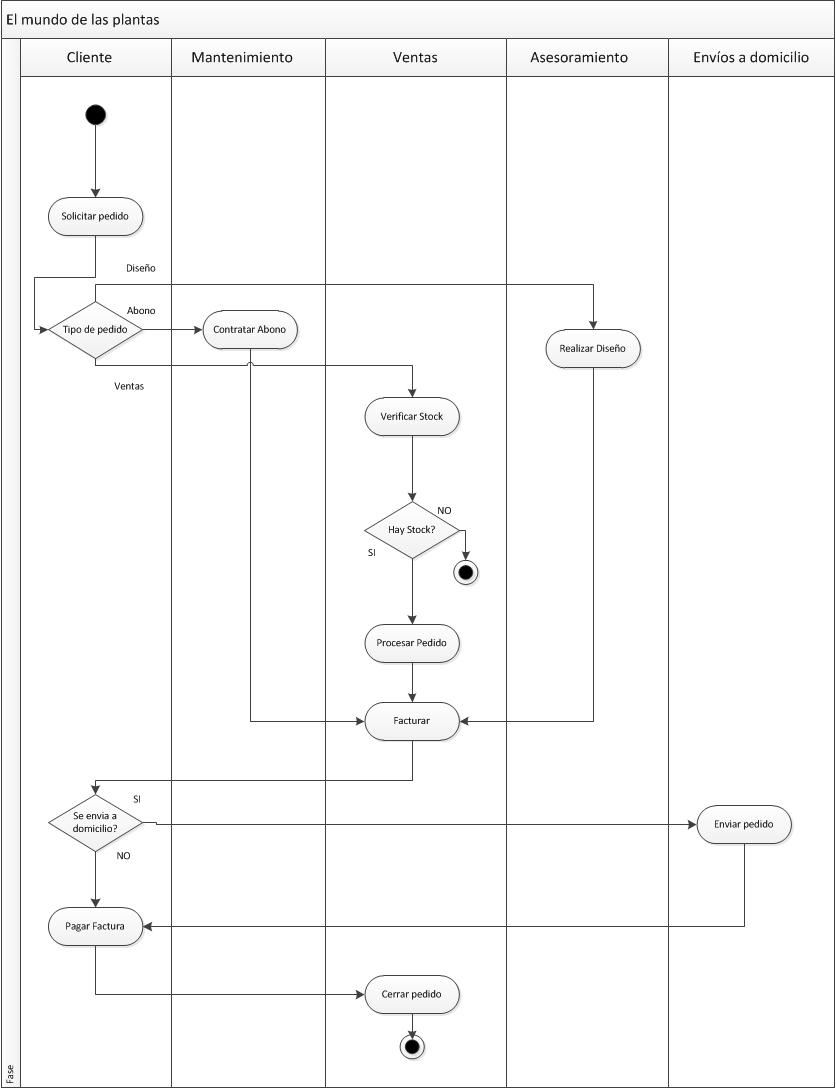 El mundo de las plantas
Cliente
Mantenimiento
Ventas
Asesoramiento
Envíos a domicilio
Solicitar pedido
Diseño
Abono
Tipo de pedido
Contratar Abono
Realizar Diseño
Ventas
Verificar Stock
NO
Hay Stock?
SI
Procesar Pedido
Facturar
SI
Se envia a
domicilio?
Enviar pedido
NO
Pagar Factura
Cerrar pedido
Fase